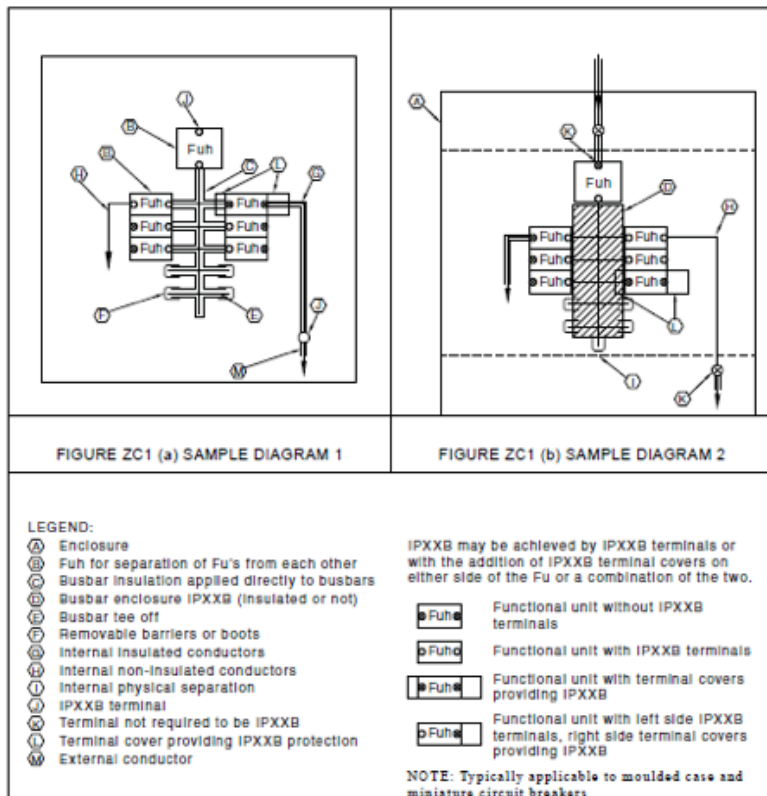 J
B
Fuh
C
L
G
H
B
Fuh
Fuh
Fuh
Fuh
Fuh
Fuh
F
E
J
M
A
K
Fuh
D
H
Fuh
Fuh
Fuh
Fuh
Fuh
Fuh
L
I
K
FIGURE ZC1 (a) SAMPLE DIAGRAM 1
FIGURE ZC1 (b) SAMPLE DIAGRAM 2
LEGEND:
A Enclosure
B Fuh for separation of Fu's from each other
C Busbar insulation applied directly to busbars
D Busbar enclosure IPXXB (insulated or not)
E Busbar tee off
F Removable barriers or boots
G Internal insulated conductors
H Internal non-insulated conductors
I Internal physical separation
J IPXXB terminal
K Terminal not required to be IPXXB
L Terminal cover providing IPXXB protection
M External conductor
IPXXB may be achieved by IPXXB terminals or
with the addition of IPXXB terminal covers on
either side of the Fu or a combination of the two.
Fuh Functional unit without IPXXB
terminals
Fuh Functional unit with IPXXB terminals
Fuh Functional unit with terminal covers
providing IPXXB
Fuh Functional unit with left side IPXXB
terminals, right side terminal covers
providing IPXXB
NOTE: Typically applicable to moulded case and
miniature circuit breakers